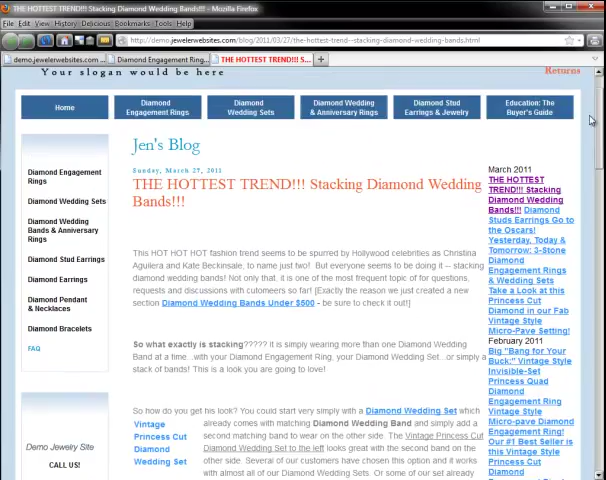 THE HOTTEST TREND!!! Stacking Diamond Wedding Bands!!! - Mozilla Firefox
File Edit View History Delicious Bookmarks Tools Help
http://demo.jewelerwebsites.com/blog/2011/03/27/the-hottest-trend--stacking-diamond-wedding-bands.html
demo.jewelerwebsites.com ...
Diamond Engagement Ring...
THE HOTTEST TREND!!! S...
Your slogan would be here
Returns
Home
Diamond
Engagement Rings
Diamond
Wedding Sets
Diamond Wedding
& Anniversary Rings
Diamond Stud
Earrings & Jewelry
Education: The
Buyer's Guide
Diamond Engagement
Rings
Diamond Wedding Sets
Diamond Wedding
Bands & Anniversary
Rings
Diamond Stud Earrings
Diamond Earrings
Diamond Pendant
& Necklaces
Diamond Bracelets
FAQ
Demo Jewelry Site
CALL US!
Jen's Blog
Sunday, March 27, 2011
THE HOTTEST TREND!!! Stacking Diamond Wedding
Bands!!!
This HOT HOT HOT fashion trend seems to be spurred by Hollywood celebrities as Christina
Aguilera and Kate Beckinsale, to name just two! But everyone seems to be doing it -- stacking
diamond wedding bands! Not only that, it is one of the most frequent topic of for questions,
requests and discussions with cutomeers so far! [Exactly the reason we just created a new
section Diamond Wedding Bands Under $500 - be sure to check it out!]
So what exactly is stacking????? It is simply wearing more than one Diamond Wedding
Band at a time...with your Diamond Engagement Ring, your Diamond Wedding Set...or simply a
stack of bands! This is a look you are going to love!
So how do you get his look? You could start very simply with a Diamond Wedding Set which
already comes with matching Diamond Wedding Band and simply add a
second matching band to wear on the other side. The Vintage Princess Cut
Diamond Wedding Set to the left looks great with the second band on the
other side. Several of our customers have chosen this option and it works
with almost all of our Diamond Wedding Sets. Or some of our set already
Vintage
Princess Cut
Diamond
Wedding Set
March 2011
THE HOTTEST
TREND!!! Stacking
Diamond Wedding
Bands!!! Diamond
Studs Earrings Go to
the Oscars!
Yesterday, Today &
Tomorrow: 3-Stone
Diamond
Engagement Rings
& Wedding Sets
Take a Look at this
Princess Cut
Diamond in our Fab
Vintage Style
Micro-Pave Setting!
February 2011
Big "Bang for Your
Buck:" Vintage Style
Invisible-Set
Princess Quad
Diamond
Engagement Ring
Vintage Style
Micro-pave Diamond
Engagement Ring!
Our #1 Best Seller is
this Vintage Style
Princess Cut
Diamond